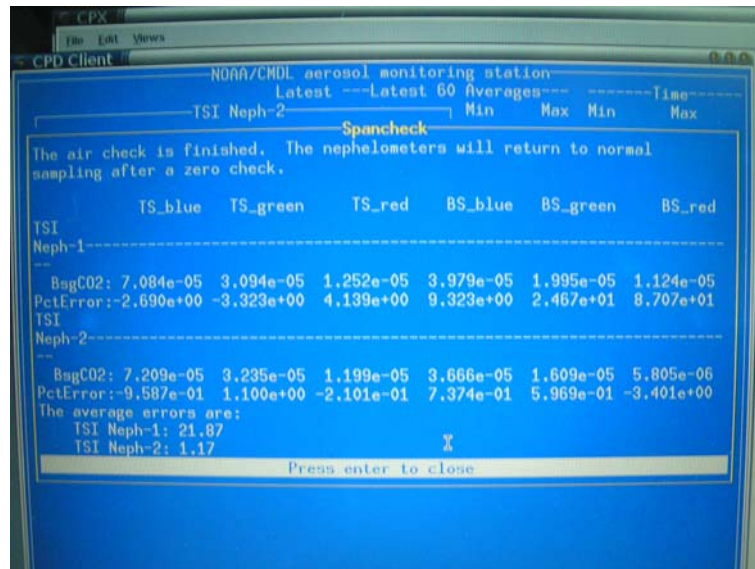 CPX
File Edit Views
CPD Client
NOAA/CMDL aerosol monitoring station
Latest ---Latest 60 Averages--- ------Time------
TSI Neph-2 Min Max Min Max
Spancheck
The air check is finished. The nephelometers will return to normal
sampling after a zero check.
TS_blue TS_green TS_red BS_blue BS_green BS_red
TSI
Neph-1--------------------------------------------------------------------
--
BsgCO2: 7.084e-05 3.094e-05 1.252e-05 3.979e-05 1.995e-05 1.124e-05
PctError:-2.690e+00 -3.323e+00 4.139e+00 9.323e+00 2.467e+01 8.707e+01
TSI
Neph-2--------------------------------------------------------------------
--
BsgCO2: 7.209e-05 3.235e-05 1.199e-05 3.666e-05 1.609e-05 5.805e-06
PctError:-9.587e-01 1.100e+00 -2.101e-01 7.374e-01 5.969e-01 -3.401e+00
The average errors are:
TSI Neph-1: 21.87
TSI Neph-2: 1.17
Press enter to close